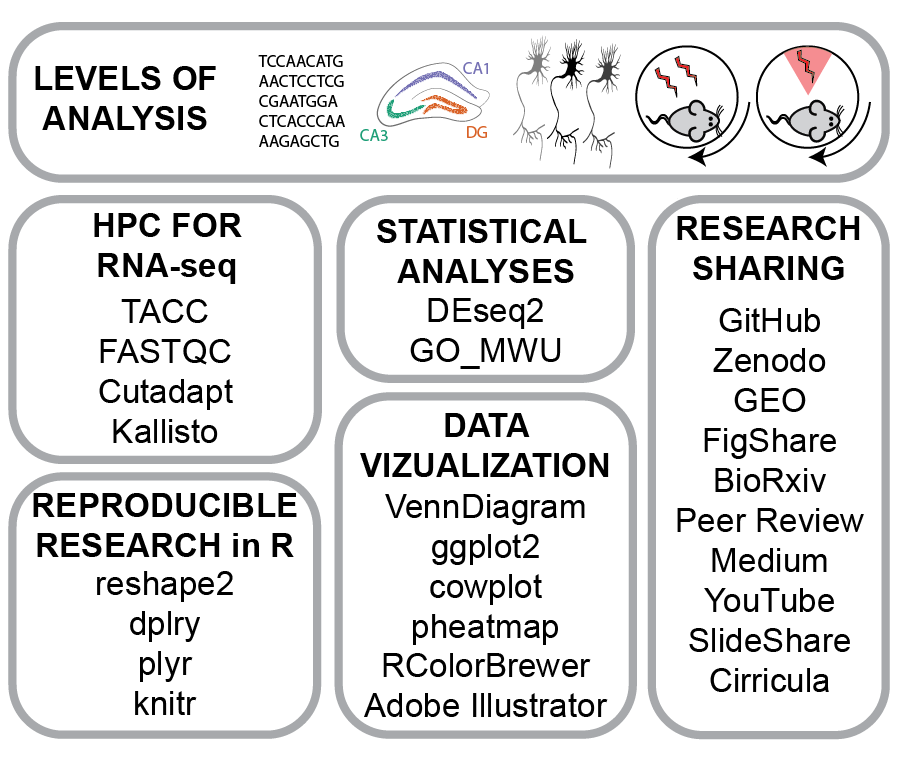 LEVELS OF
ANALYSIS
TCCAACATG
AACTCCTCG
CGAATGGA
CTCACCCAA
AAGAGCTG
CA1
CA3
DG
HPC FOR
RNA-seq
TACC
FASTQC
Cutadapt
Kallisto
REPRODUCIBLE
RESEARCH in R
reshape2
dplry
plyr
knitr
STATISTICAL
ANALYSES
DEseq2
GO_MWU
DATA
VIZUALIZATION
VennDiagram
ggplot2
cowplot
pheatmap
RColorBrewer
Adobe Illustrator
RESEARCH
SHARING
GitHub
Zenodo
GEO
FigShare
BioRxiv
Peer Review
Medium
YouTube
SlideShare
Cirricula